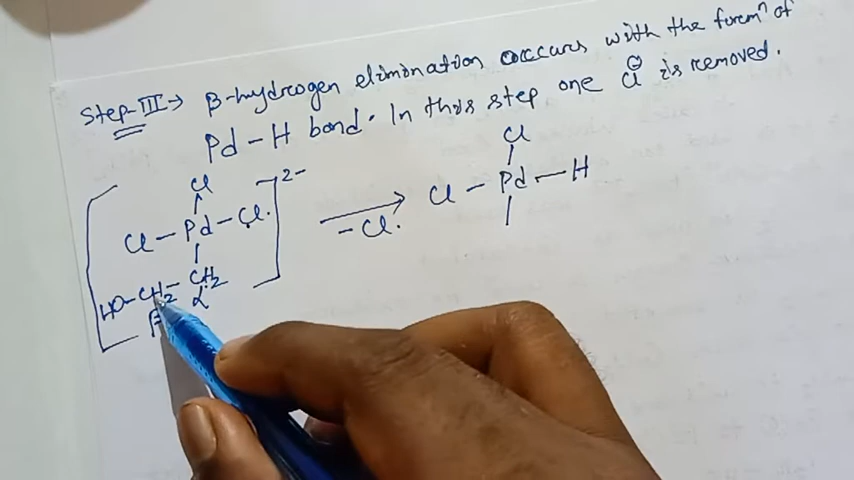 Step-III → β-hydrogen elimination occurs with the formⁿ of
Pd-H bond. In this step one Cl⊖ is removed.
[ Cl Cl-Pd-Cl. HO-CH2-CH2 β α ]2-
-Cl.
Cl Cl-Pd-H